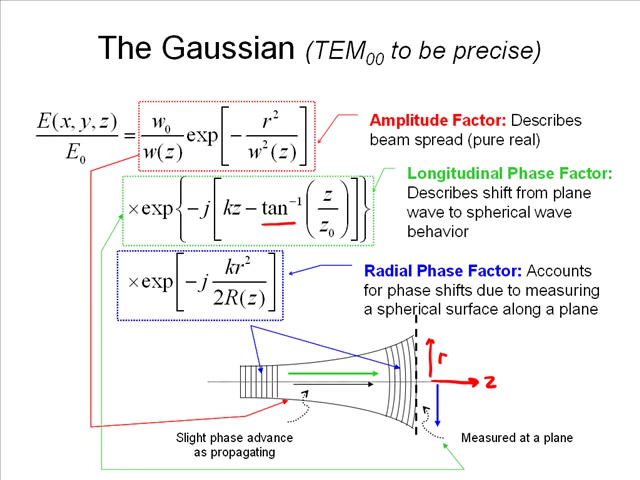 The Gaussian (TEM₀₀ to be precise)
E(x, y, z) / E₀ = w₀ / w(z) exp[ − r² / w²(z) ]
Amplitude Factor: Describes
beam spread (pure real)
× exp{ − j [ kz − tan⁻¹ ( z / z₀ ) ] }
Longitudinal Phase Factor:
Describes shift from plane
wave to spherical wave
behavior
× exp[ − j kr² / 2R(z) ]
Radial Phase Factor: Accounts
for phase shifts due to measuring
a spherical surface along a plane
r
z
Slight phase advance
as propagating
Measured at a plane